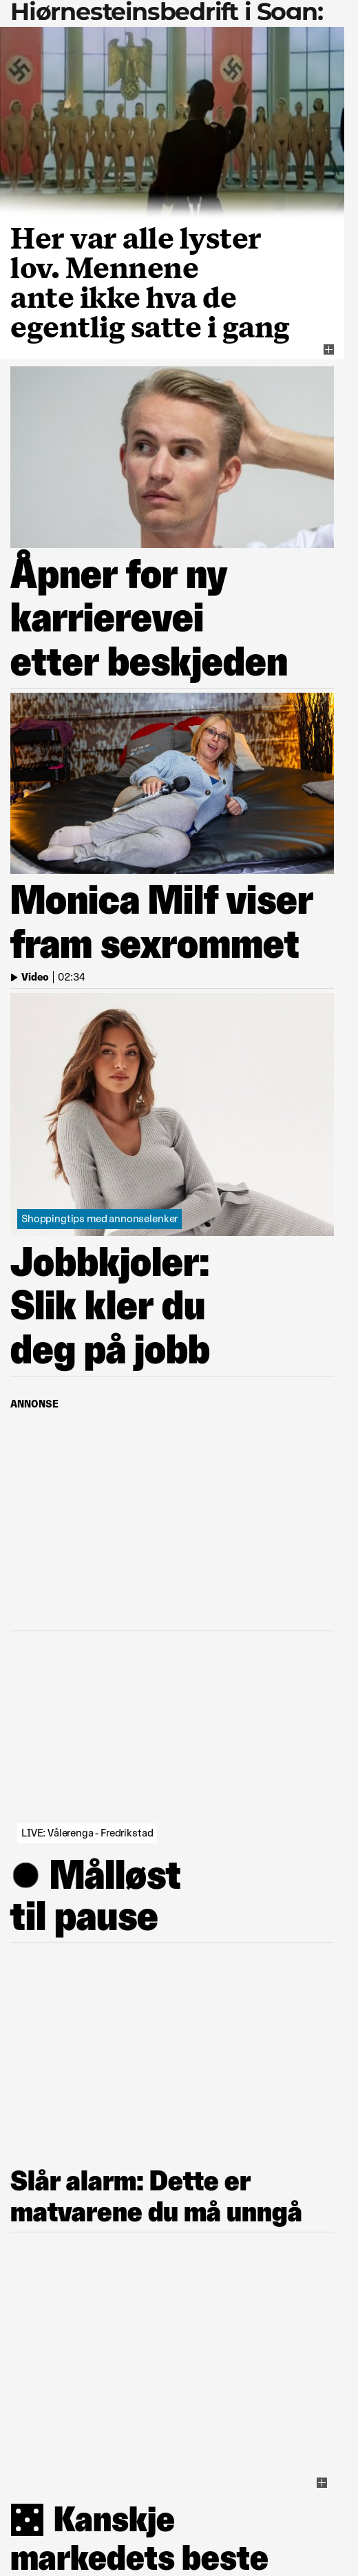 Hjørnesteinsbedrift i Sogn:
Her var alle lyster
lov. Mennene
ante ikke hva de
egentlig satte i gang
Åpner for ny
karrierevei
etter beskjeden
Monica Milf viser
fram sexrommet
Video | 02:34
Shoppingtips med annonselenker
Jobbkjoler:
Slik kler du
deg på jobb
ANNONSE
LIVE: Vålerenga - Fredrikstad
Målløst
til pause
Slår alarm: Dette er
matvarene du må unngå
Kanskje
markedets beste